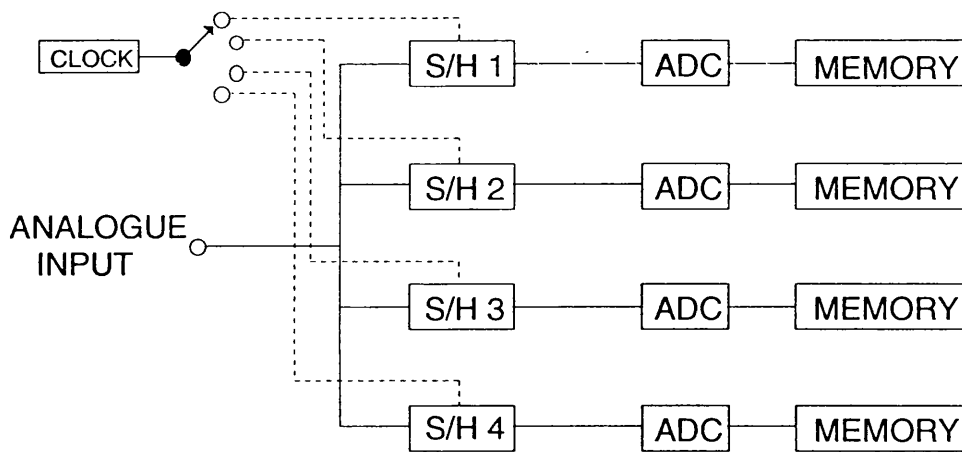 CLOCK
S/H 1 ADC MEMORY
S/H 2 ADC MEMORY
ANALOGUE
INPUT
S/H 3 ADC MEMORY
S/H 4 ADC MEMORY